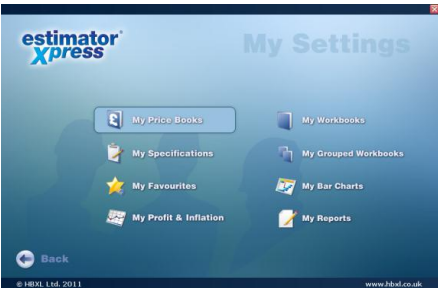 estimator
Xpress
My Settings
My Price Books
My Workbooks
My Specifications
My Grouped Workbooks
My Favourites
My Bar Charts
My Profit & Inflation
My Reports
Back
© HBXL Ltd. 2011
www.hbxl.co.uk